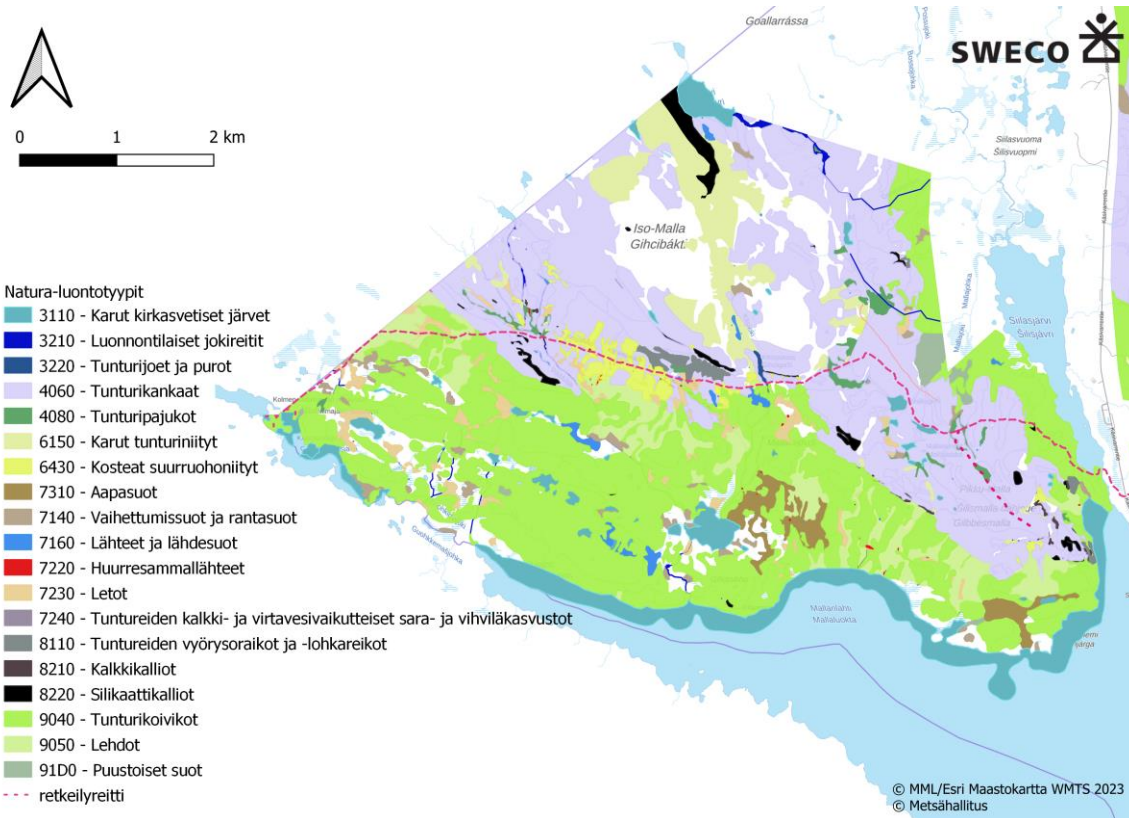 Goallarrássa
SWECO
0 1 2 km
Siilasvuoma
Šilisvuopmi
Iso-Malla
Gihcibákti
Natura-luontotyypit
3110 - Karut kirkasvetiset järvet
3210 - Luonnontilaiset jokireitit
3220 - Tunturijoet ja purot
4060 - Tunturikankaat
4080 - Tunturipajukot
6150 - Karut tunturiniityt
6430 - Kosteat suurruohoniityt
7310 - Aapasuot
7140 - Vaihettumissuot ja rantasuot
7160 - Lähteet ja lähdesuot
7220 - Huurresammallähteet
7230 - Letot
7240 - Tuntureiden kalkki- ja virtavesivaikutteiset sara- ja vihviläkasvustot
8110 - Tuntureiden vyörysoraikot ja -lohkareikot
8210 - Kalkkikalliot
8220 - Silikaattikalliot
9040 - Tunturikoivikot
9050 - Lehdot
91D0 - Puustoiset suot
retkeilyreitti
Siilasjärvi
Šilisjávri
Mallajoki
Mallajohka
Mallanlahti
Mallaluokta
© MML/Esri Maastokartta WMTS 2023
© Metsähallitus